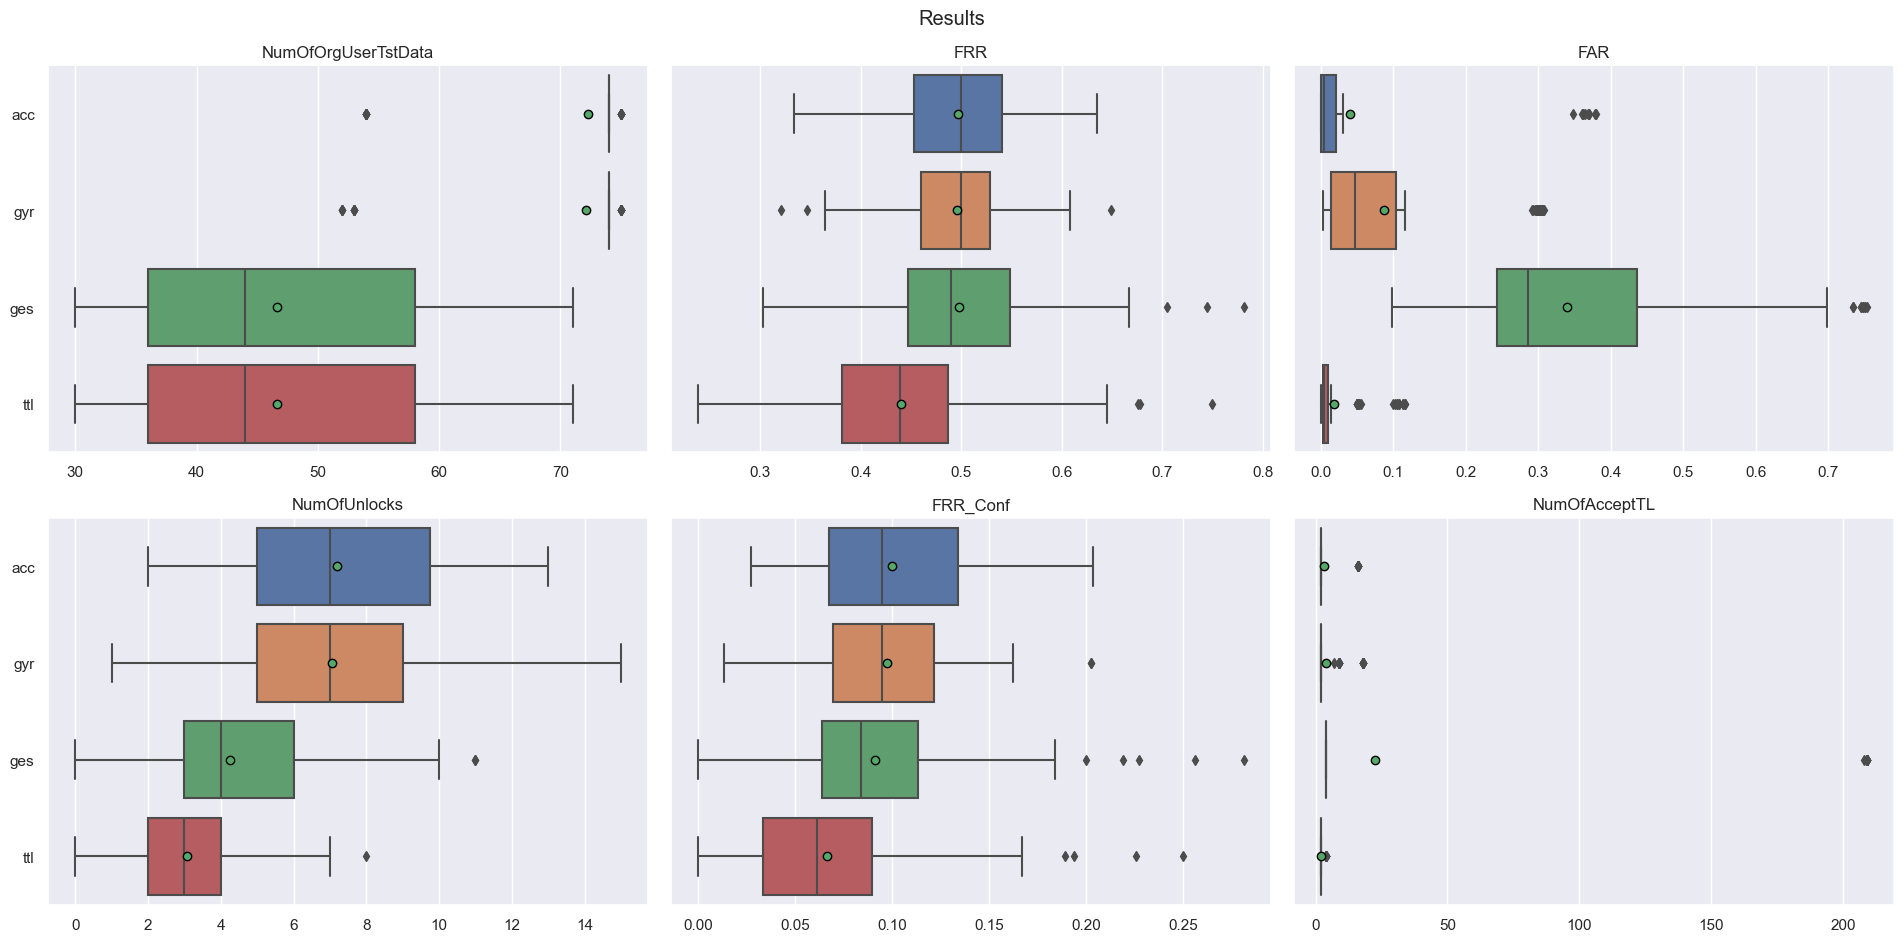 Results
NumOfOrgUserTstData FRR FAR
acc
gyr
ges
ttl
30 40 50 60 70 0.3 0.4 0.5 0.6 0.7 0.8 0.0 0.1 0.2 0.3 0.4 0.5 0.6 0.7
NumOfUnlocks FRR_Conf NumOfAcceptTL
acc
gyr
ges
ttl
0 2 4 6 8 10 12 14 0.00 0.05 0.10 0.15 0.20 0.25 0 50 100 150 200